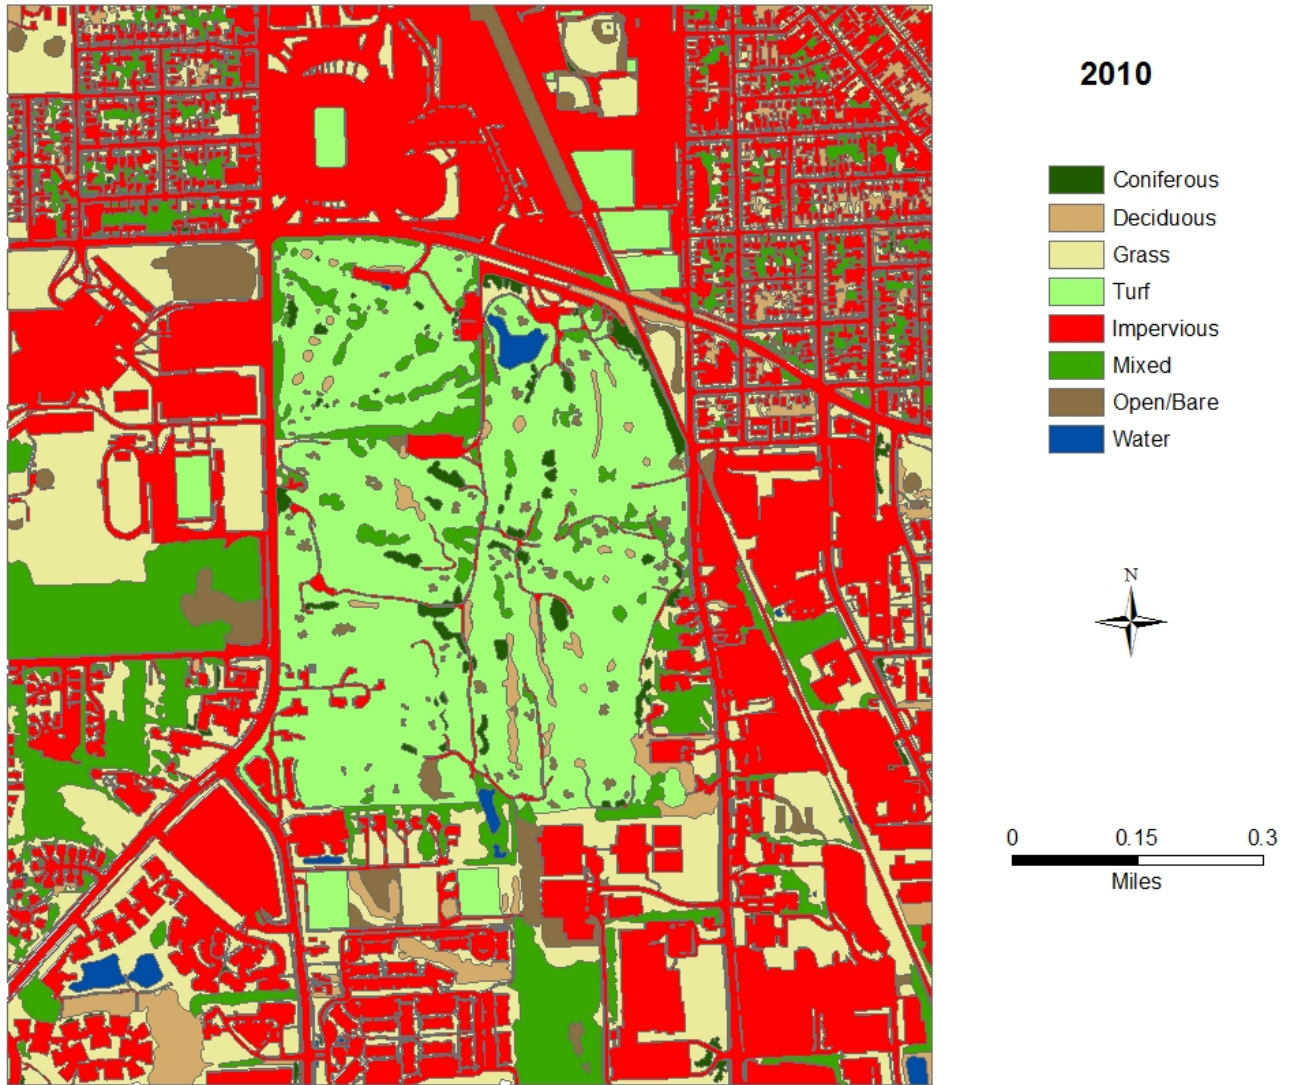 2010
Coniferous
Deciduous
Grass
Turf
Impervious
Mixed
Open/Bare
Water
N
0 0.15 0.3
Miles